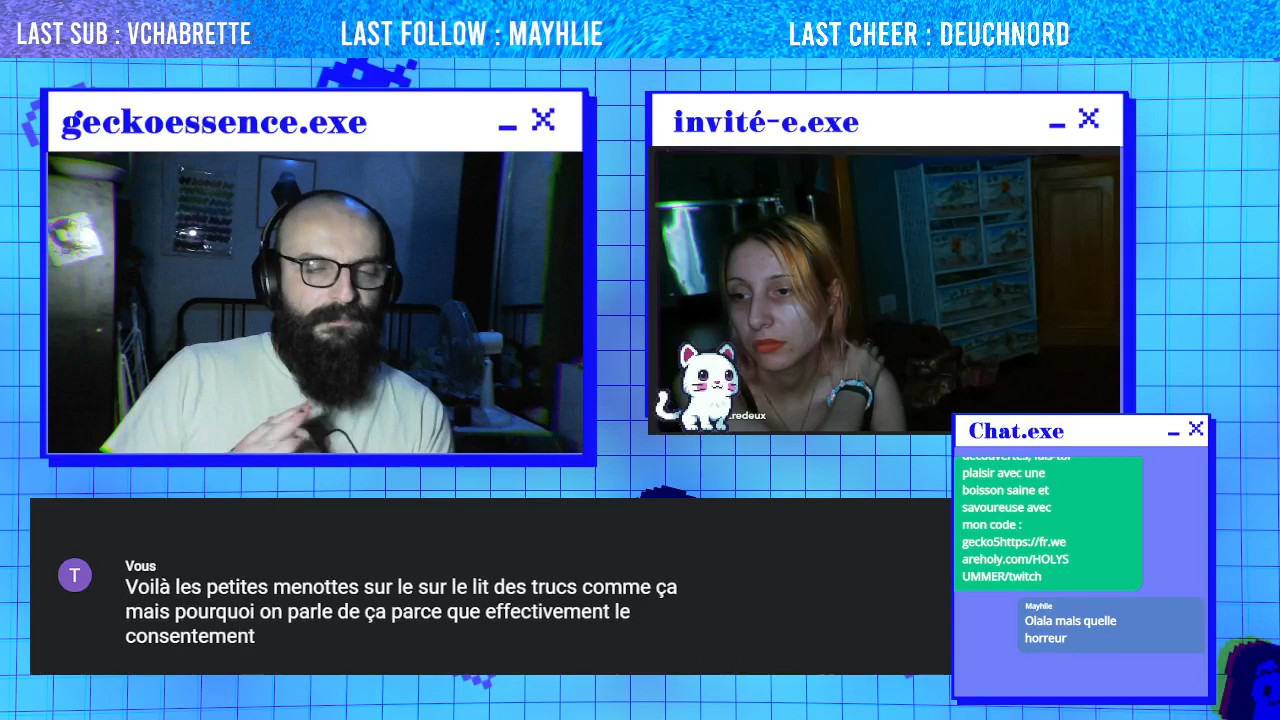 LAST SUB : VCHABRETTE
LAST FOLLOW : MAYHLIE
LAST CHEER : DEUCHNORD
geckoessence.exe
invité-e.exe
.redeux
Chat.exe
plaisir avec une
boisson saine et
savoureuse avec
mon code :
gecko5https://fr.we
areholy.com/HOLYS
UMMER/twitch
Mayhlie
Olala mais quelle
horreur
T
Vous
Voilà les petites menottes sur le sur le lit des trucs comme ça
mais pourquoi on parle de ça parce que effectivement le
consentement